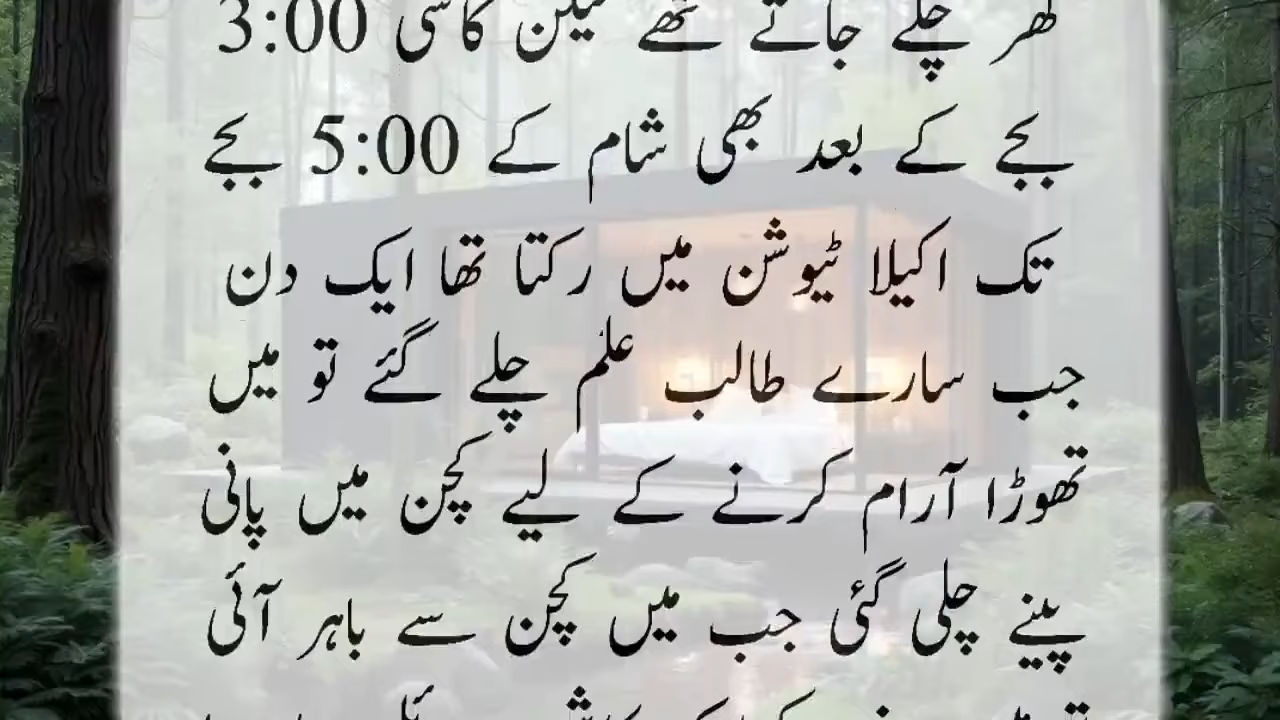 گھر چلے جاتے تھے لیکن کاشی 3:00
بجے کے بعد بھی شام کے 5:00 بجے
تک اکیلا ٹیوشن میں رکتا تھا ایک دن
جب سارے طالب علم چلے گئے تو میں
تھوڑا آرام کرنے کے لیے کچن میں پانی
پینے چلی گئی جب میں کچن سے باہر آئی